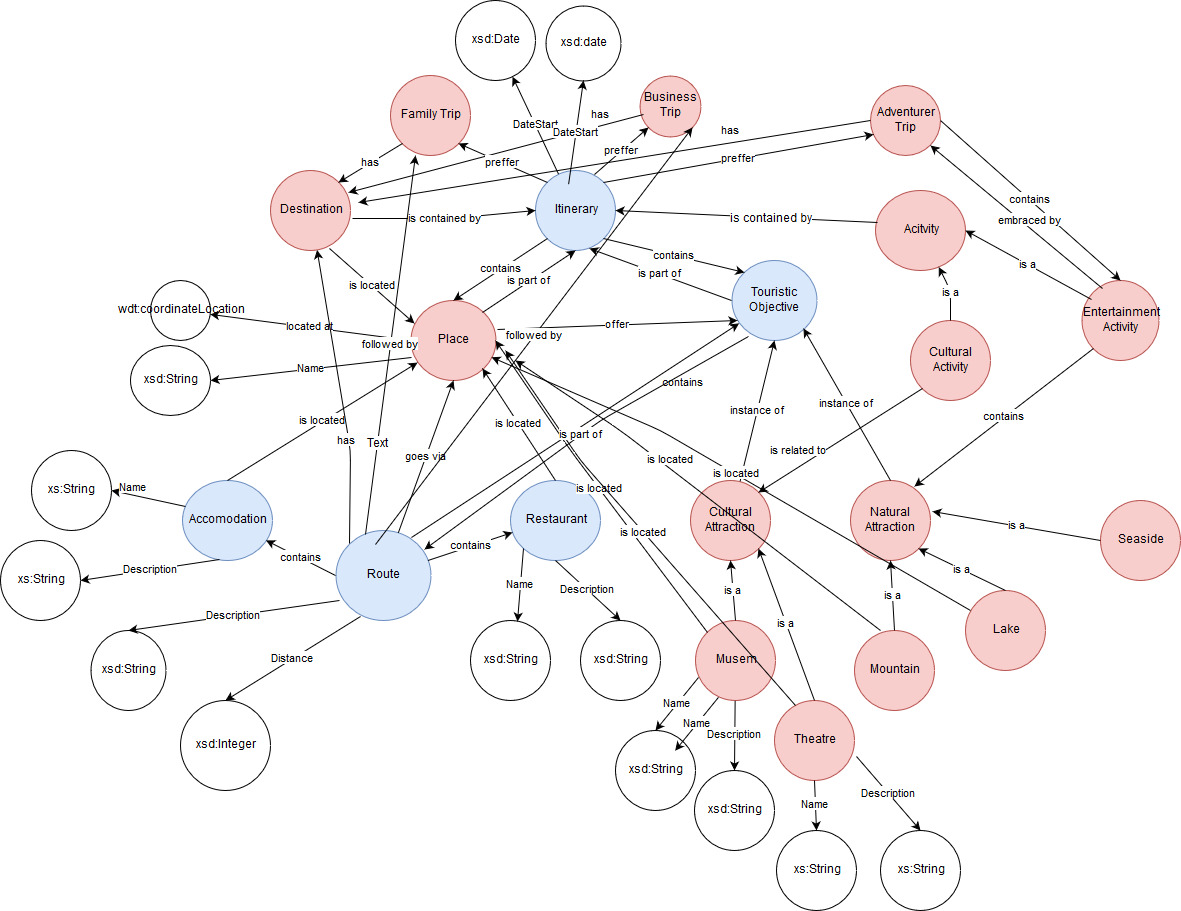 xsd:Date
xsd:date
Family Trip
Business
Trip
Adventurer
Trip
DateStart
DateStart
has
has
has
preffer
preffer
preffer
Destination
Itinerary
is contained by
is contained by
Acitvity
contains
embraced by
is a
is a
contains
is part of
contains
is part of
Touristic
Objective
is located
wdt:coordinateLocation
located at
followed by
Place
followed by
offer
Entertainment
Activity
Cultural
Activity
xsd:String
Name
contains
instance of
instance of
contains
is located
has
Text
goes via
is located
is part of
is related to
is located
is located
xs:String
Name
Accomodation
is located
is located
Restaurant
Cultural
Attraction
Natural
Attraction
is a
Seaside
contains
contains
xs:String
Description
Route
Name
Description
is a
is a
is a
is a
Description
Lake
xsd:String
Distance
xsd:String
xsd:String
Musem
Mountain
Name
Name
Description
Theatre
xsd:Integer
xsd:String
xsd:String
Name
Description
xs:String
xs:String